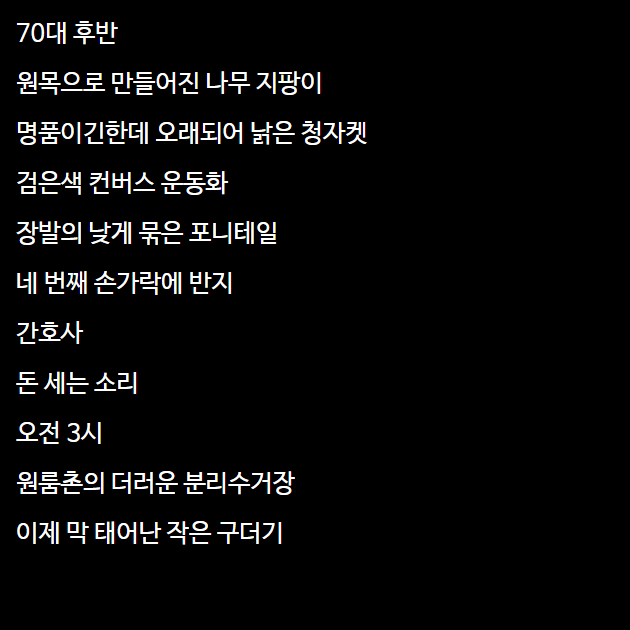 70대 후반
원목으로 만들어진 나무 지팡이
명품이긴한데 오래되어 낡은 청자켓
검은색 컨버스 운동화
장발의 낮게 묶은 포니테일
네 번째 손가락에 반지
간호사
돈 세는 소리
오전 3시
원룸촌의 더러운 분리수거장
이제 막 태어난 작은 구더기